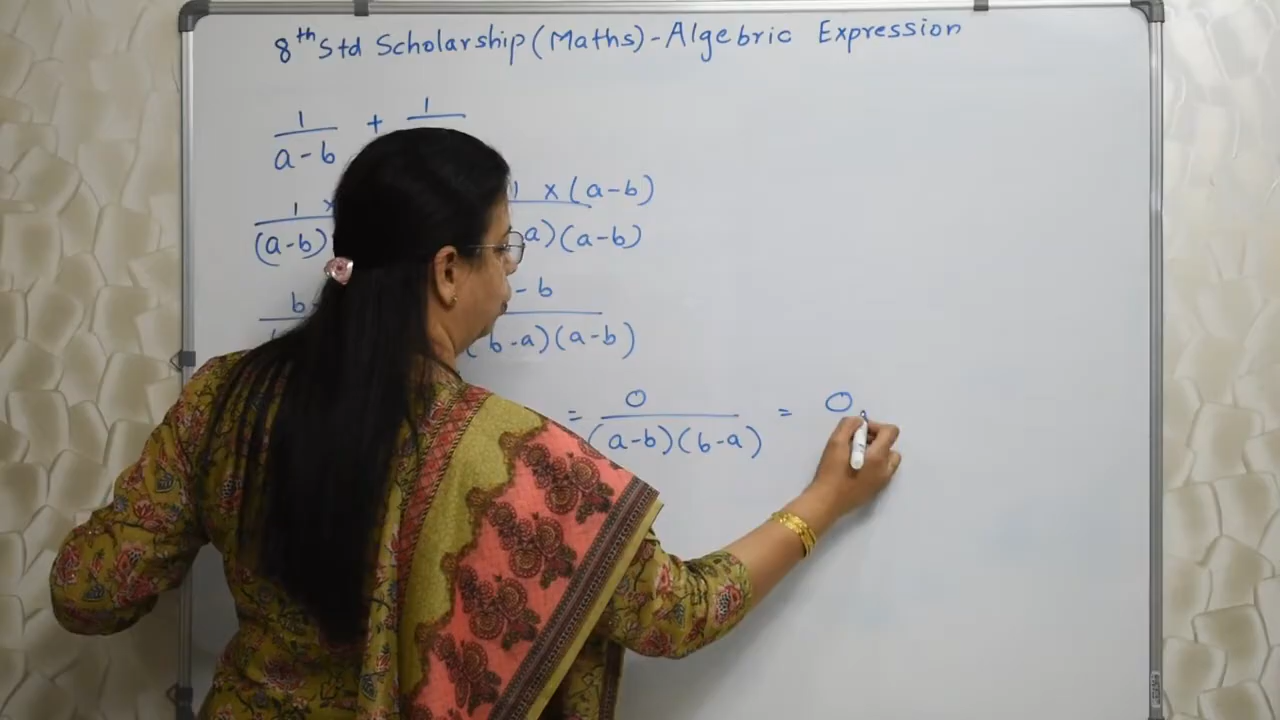 8th Std Scholarship (Maths) - Algebric Expression
1/(a-b) + 1/
1 × 1 × (a-b)
(a-b) a)(a-b)
b - b
(b-a)(a-b)
= 0/((a-b)(b-a)) = 0